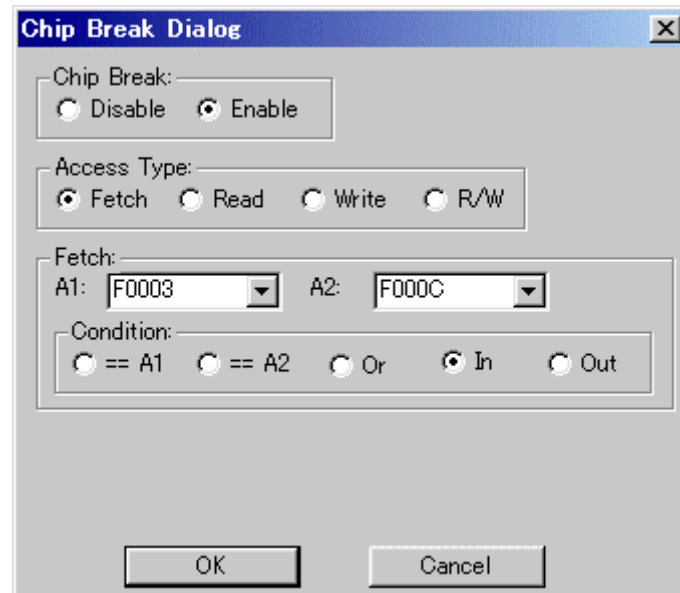 Chip Break Dialog
Chip Break:
Disable Enable
Access Type:
Fetch Read Write R/W
Fetch:
A1: F0003 A2: F000C
Condition:
== A1 == A2 Or In Out
OK Cancel